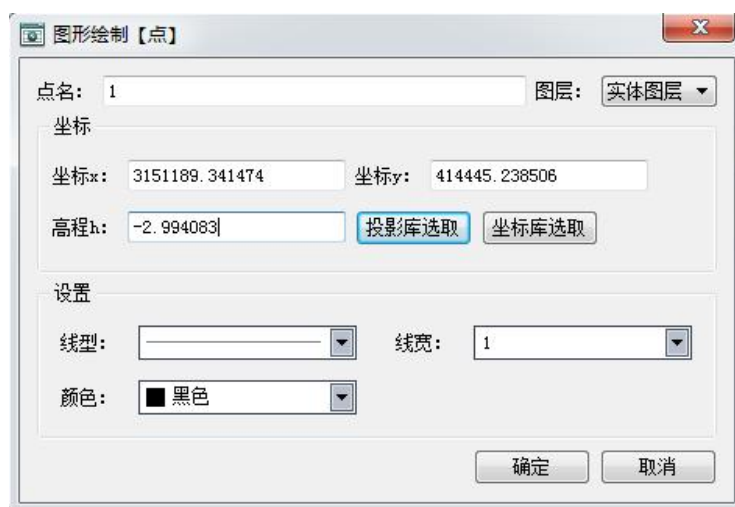 图形绘制【点】
点名: 1 图层: 实体图层
坐标
坐标x: 3151189.341474 坐标y: 414445.238506
高程h: -2.994083 投影库选取 坐标库选取
设置
线型: 线宽: 1
颜色: 黑色
确定 取消